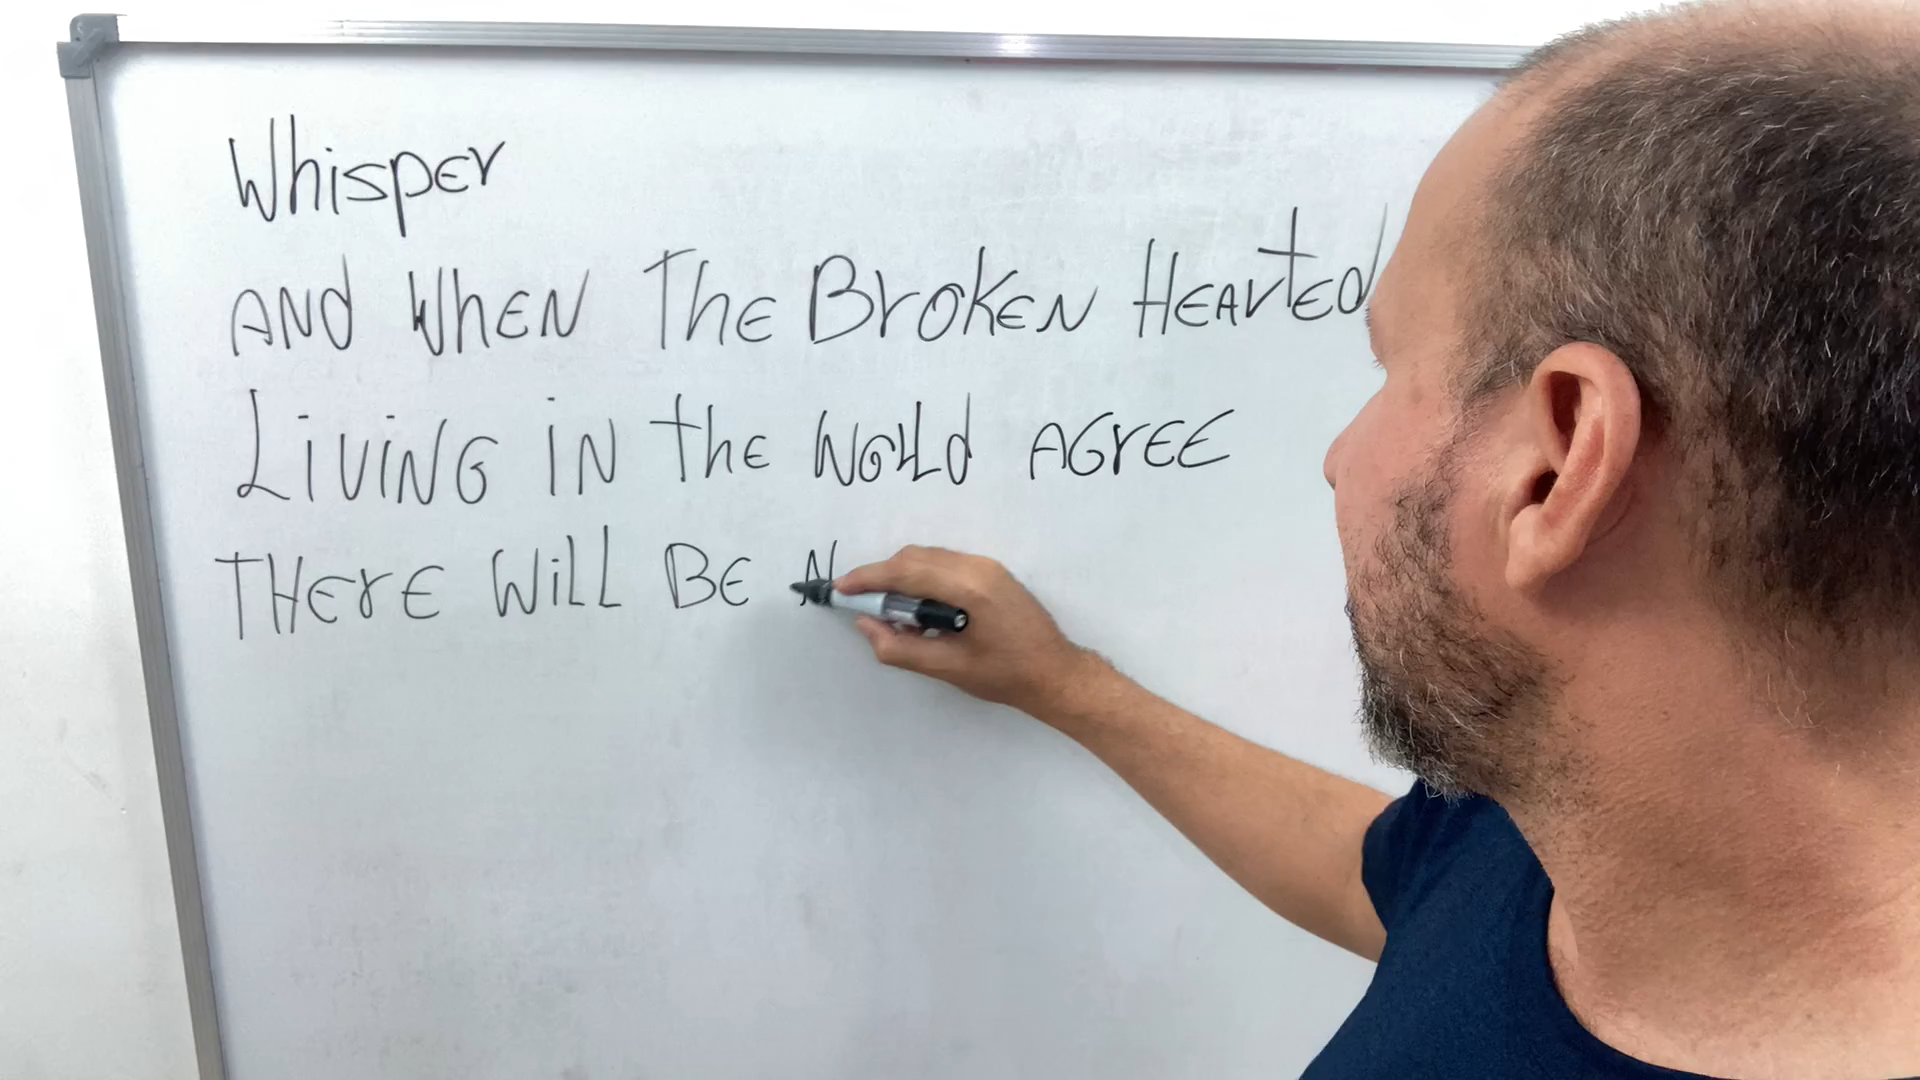 Whisper
AND WHEN THE BROKEN HEARTED
LIVING IN the WORLD AGREE
THERE WILL BE N